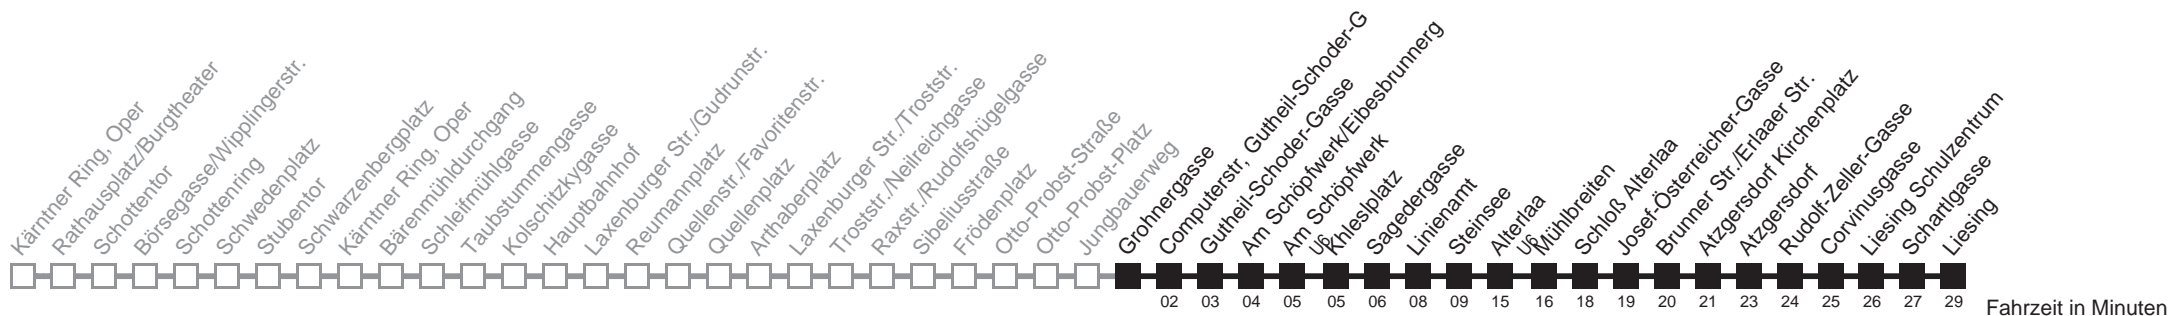 Kärntner Ring, Oper
Rathausplatz/Burgtheater
Schottentor
Börsegasse/Wipplingerstr.
Schottenring
Schwedenplatz
Stubentor
Schwarzenbergplatz
Kärntner Ring, Oper
Bärenmühldurchgang
Schleifmühlgasse
Taubstummengasse
Kolschitzkygasse
Hauptbahnhof
Laxenburger Str./Gudrunstr.
Reumannplatz
Quellenstr./Favoritenstr.
Quellenplatz
Arthaberplatz
Laxenburger Str./Troststr.
Troststr./Neilreichgasse
Raxstr./Rudolfshügelgasse
Sibeliusstraße
Frödenplatz
Otto-Probst-Straße
Otto-Probst-Platz
Jungbauerweg
Grohnergasse
Computerstr, Gutheil-Schoder-G
Gutheil-Schoder-Gasse
Am Schöpfwerk/Eibesbrunnerg
Am Schöpfwerk U6
Khleslplatz
Sagedergasse
Linienamt
Steinsee
Alterlaa U6
Mühlbreiten
Schloß Alterlaa
Josef-Österreicher-Gasse
Brunner Str./Erlaaer Str.
Atzgersdorf Kirchenplatz
Atzgersdorf
Rudolf-Zeller-Gasse
Corvinusgasse
Liesing Schulzentrum
Schartlgasse
Liesing
02 03 04 05 05 06 08 09 15 16 18 19 20 21 23 24 25 26 27 29 Fahrzeit in Minuten